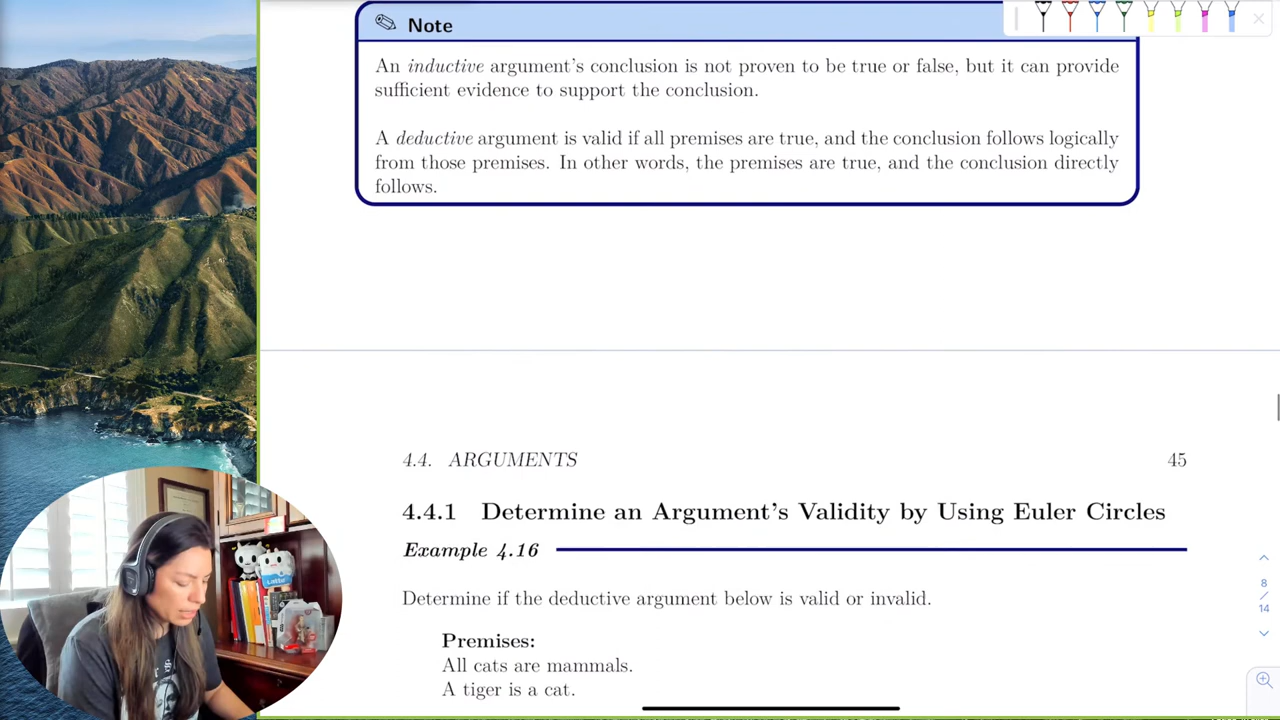 Note
An inductive argument's conclusion is not proven to be true or false, but it can provide
sufficient evidence to support the conclusion.
A deductive argument is valid if all premises are true, and the conclusion follows logically
from those premises. In other words, the premises are true, and the conclusion directly
follows.
4.4. ARGUMENTS 45
4.4.1 Determine an Argument's Validity by Using Euler Circles
Example 4.16
Determine if the deductive argument below is valid or invalid.
Premises:
All cats are mammals.
A tiger is a cat.
8
/
14